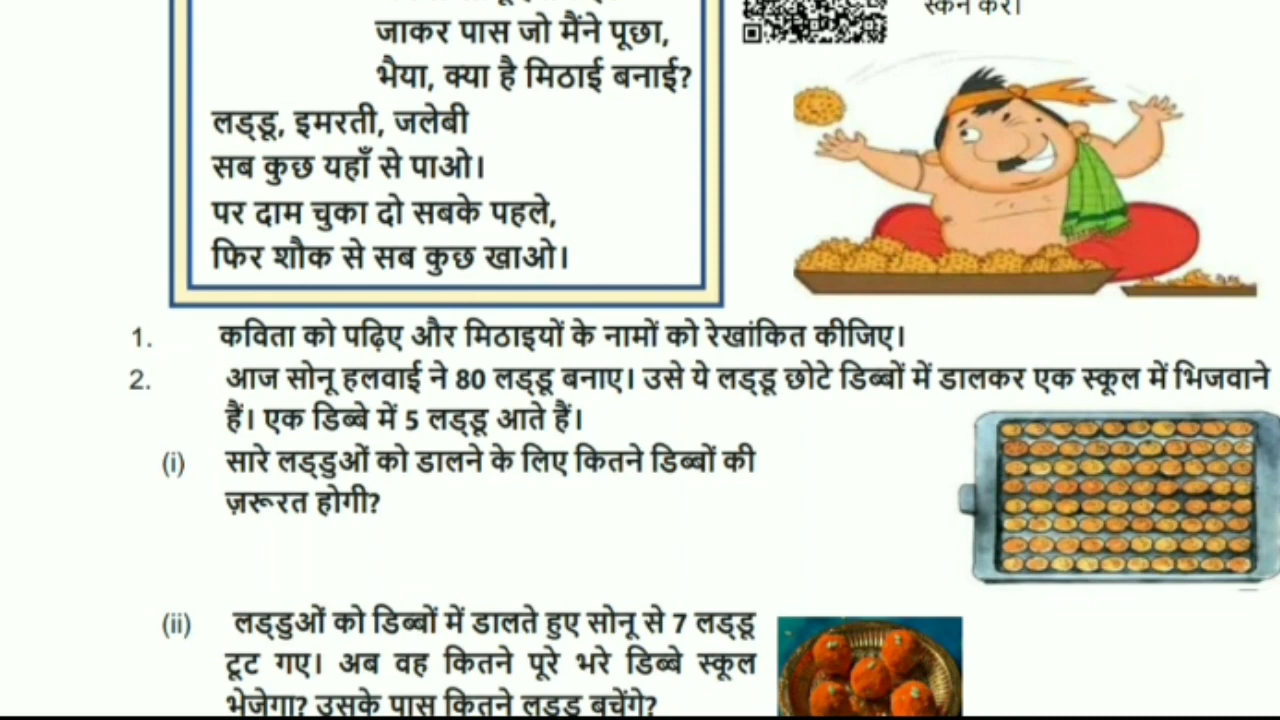 स्कैन करें।
जाकर पास जो मैंने पूछा,
भैया, क्या है मिठाई बनाई?
लड्डू, इमरती, जलेबी
सब कुछ यहाँ से पाओ।
पर दाम चुका दो सबके पहले,
फिर शौक से सब कुछ खाओ।
1. कविता को पढ़िए और मिठाइयों के नामों को रेखांकित कीजिए।
2. आज सोनू हलवाई ने 80 लड्डू बनाए। उसे ये लड्डू छोटे डिब्बों में डालकर एक स्कूल में भिजवाने
हैं। एक डिब्बे में 5 लड्डू आते हैं।
(i) सारे लड्डुओं को डालने के लिए कितने डिब्बों की
ज़रूरत होगी?
(ii) लड्डुओं को डिब्बों में डालते हुए सोनू से 7 लड्डू
टूट गए। अब वह कितने पूरे भरे डिब्बे स्कूल
भेजेगा? उसके पास कितने लड्डू बचेंगे?